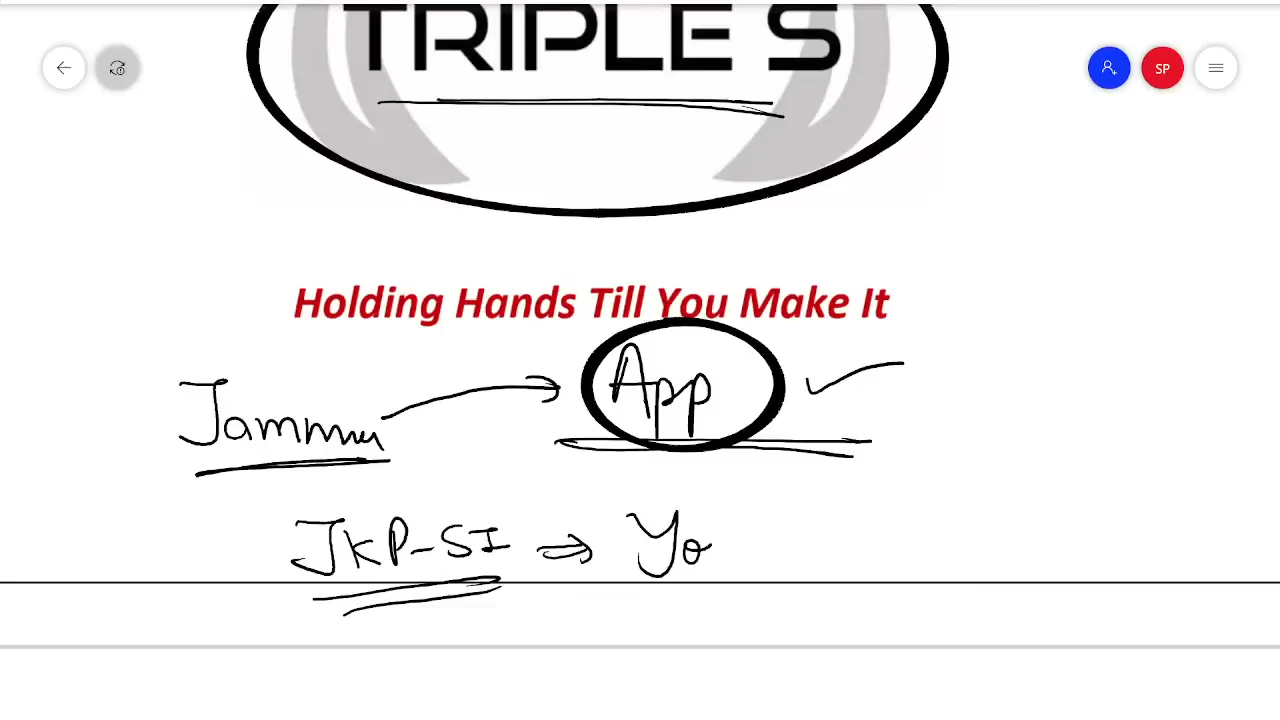 TRIPLE S
SP
Holding Hands Till You Make It
Jammu App
JKP-SI ⇒ Yo